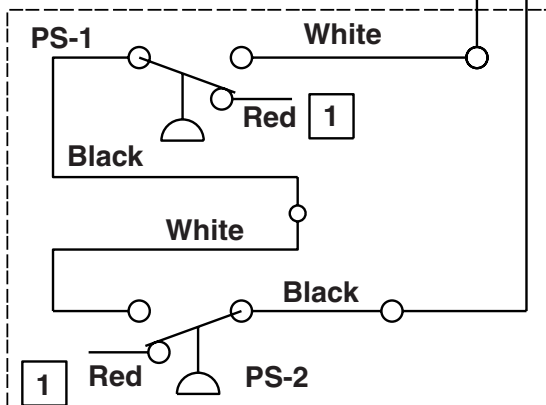 PS-1
White
Red 1
Black
White
Black
1 Red PS-2